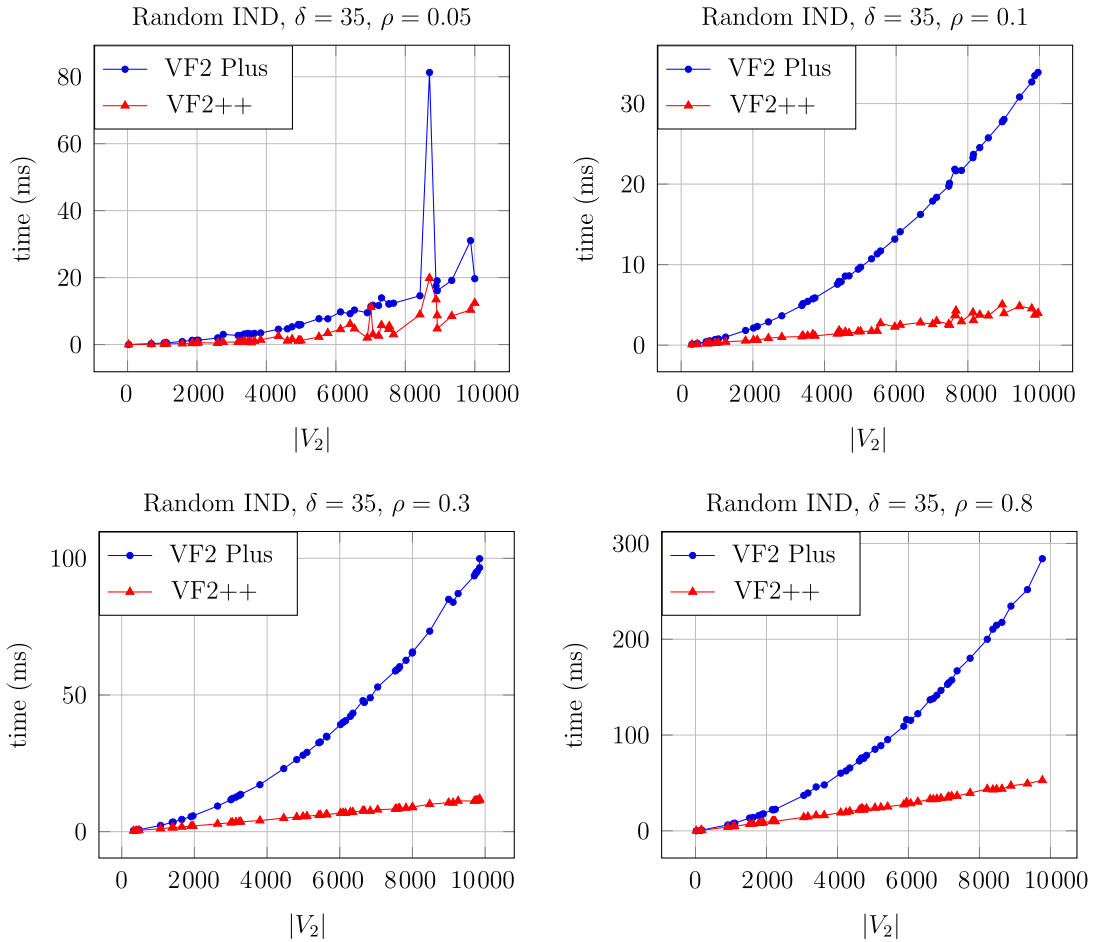 Random IND, δ = 35, ρ = 0.05
VF2 Plus
VF2++
80
60
40
20
0
time (ms)
0 2000 4000 6000 8000 10000
|V₂|
Random IND, δ = 35, ρ = 0.1
VF2 Plus
VF2++
30
20
10
0
time (ms)
0 2000 4000 6000 8000 10000
|V₂|
Random IND, δ = 35, ρ = 0.3
VF2 Plus
VF2++
100
50
0
time (ms)
0 2000 4000 6000 8000 10000
|V₂|
Random IND, δ = 35, ρ = 0.8
VF2 Plus
VF2++
300
200
100
0
time (ms)
0 2000 4000 6000 8000 10000
|V₂|